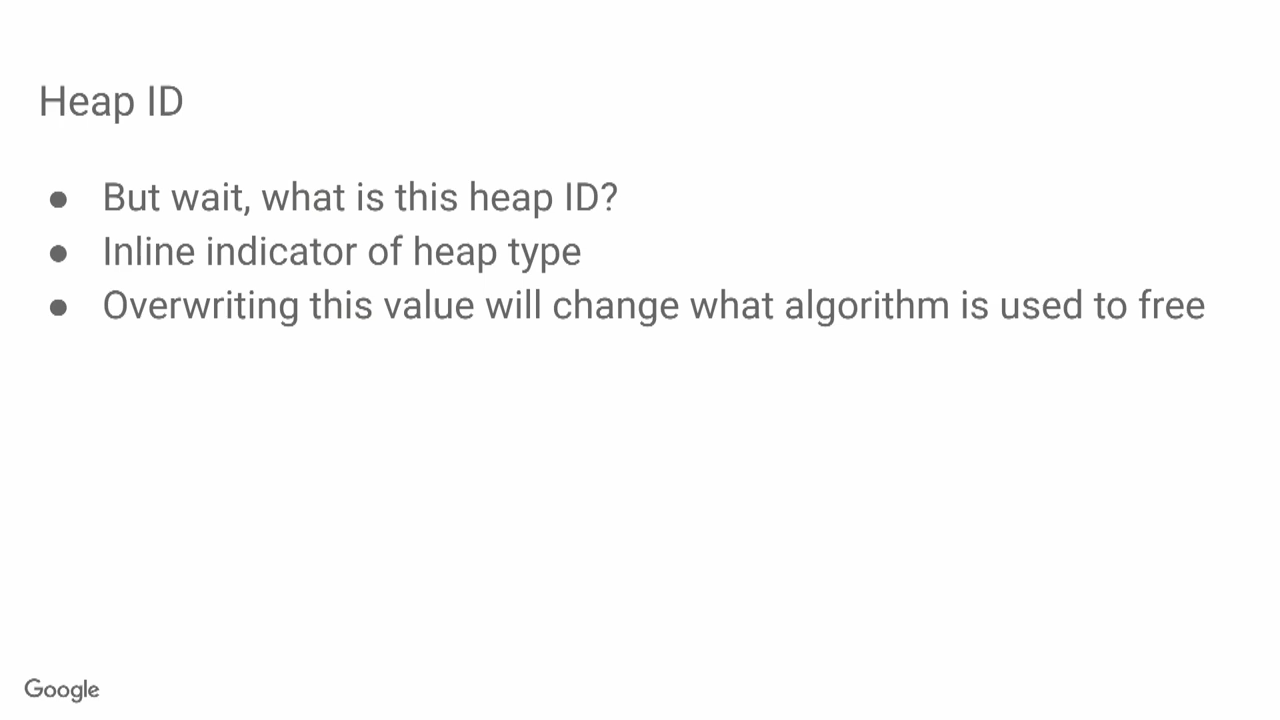 Heap ID
● But wait, what is this heap ID?
● Inline indicator of heap type
● Overwriting this value will change what algorithm is used to free
Google